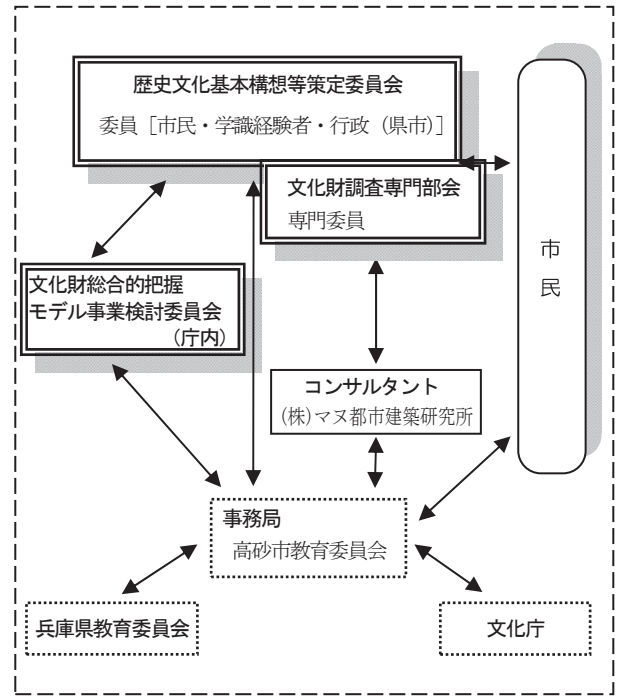 歴史文化基本構想等策定委員会
委員［市民・学識経験者・行政（県市）］
文化財調査専門部会
専門委員
市民
文化財総合的把握
モデル事業検討委員会
（庁内）
コンサルタント
(株)マヌ都市建築研究所
事務局
高砂市教育委員会
兵庫県教育委員会
文化庁